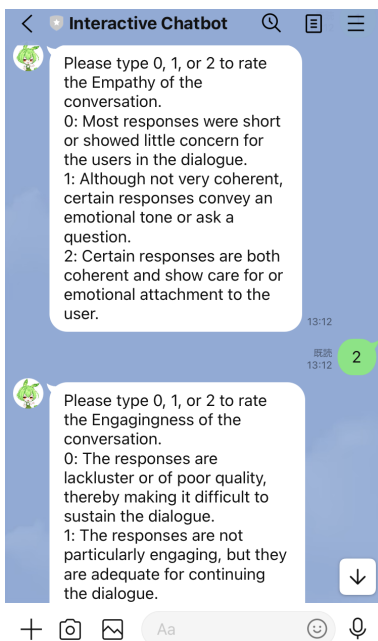 Interactive Chatbot
Please type 0, 1, or 2 to rate
the Empathy of the
conversation.
0: Most responses were short
or showed little concern for
the users in the dialogue.
1: Although not very coherent,
certain responses convey an
emotional tone or ask a
question.
2: Certain responses are both
coherent and show care for or
emotional attachment to the
user.
13:12
既読
13:12
2
Please type 0, 1, or 2 to rate
the Engagingness of the
conversation.
0: The responses are
lackluster or of poor quality,
thereby making it difficult to
sustain the dialogue.
1: The responses are not
particularly engaging, but they
are adequate for continuing
the dialogue.
Aa